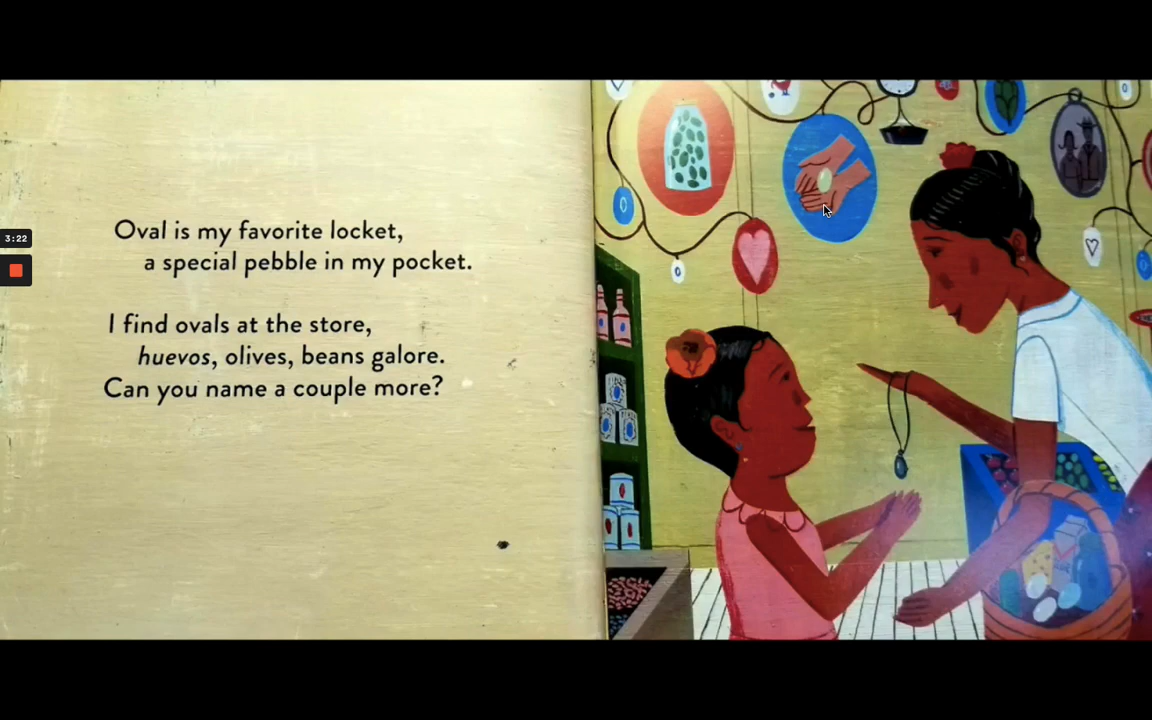 Oval is my favorite locket,
a special pebble in my pocket.
I find ovals at the store,
huevos, olives, beans galore.
Can you name a couple more?
3:22